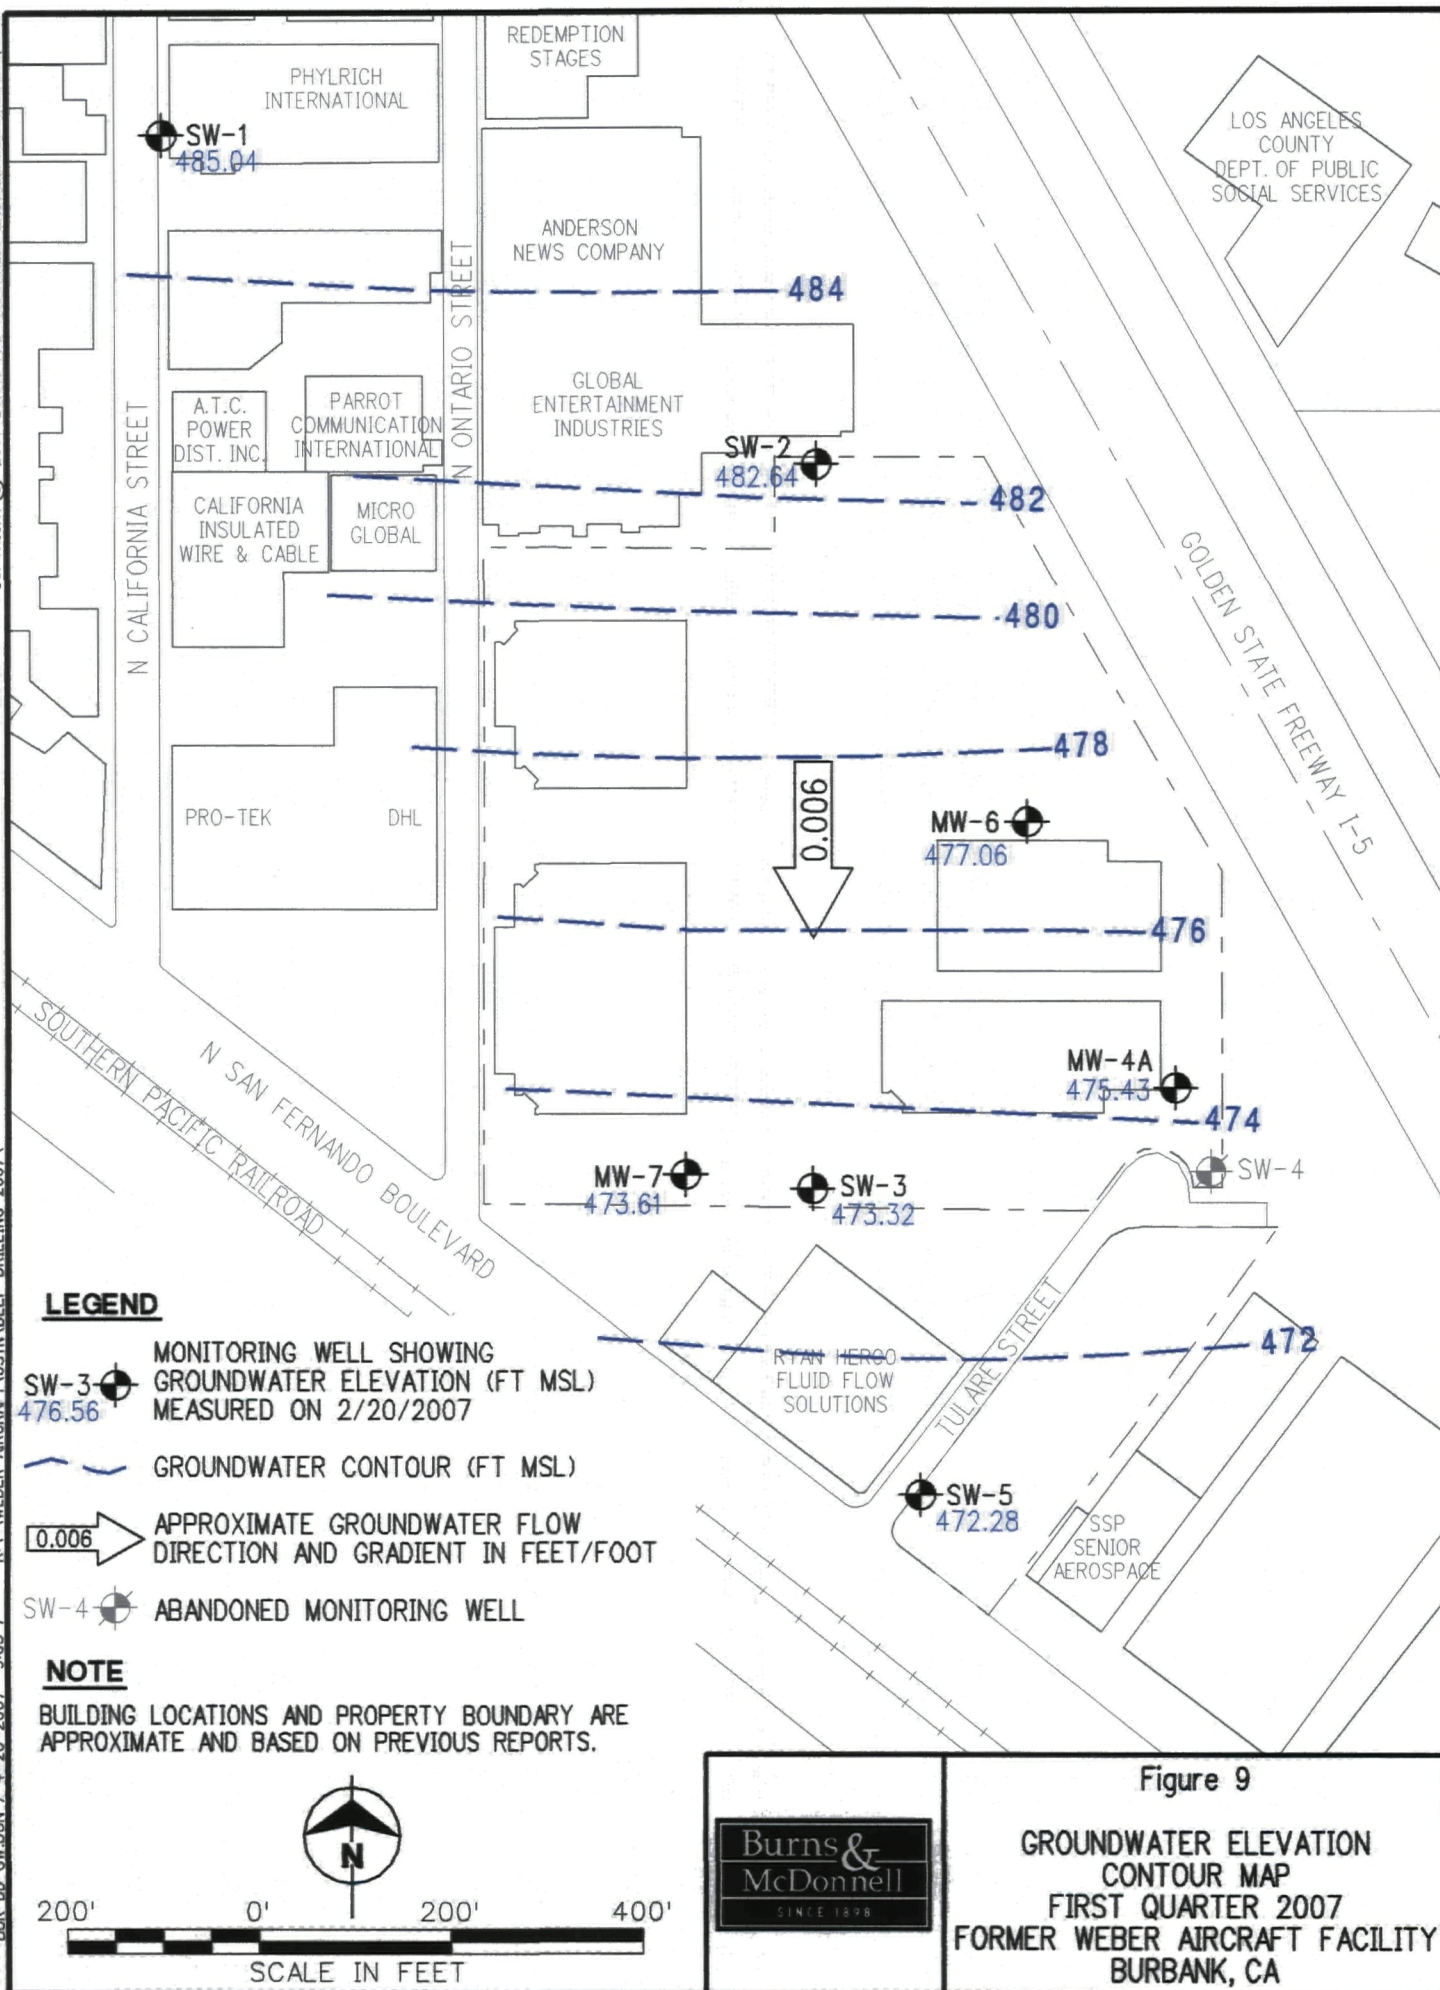 REDEMPTION
STAGES
PHYLRICH
INTERNATIONAL
LOS ANGELES
COUNTY
DEPT. OF PUBLIC
SOCIAL SERVICES
SW-1
485.04
ANDERSON
NEWS COMPANY
484
N ONTARIO STREET
GLOBAL
ENTERTAINMENT
INDUSTRIES
A.T.C.
POWER
DIST. INC.
PARROT
COMMUNICATION
INTERNATIONAL
N CALIFORNIA STREET
SW-2
482.64
482
CALIFORNIA
INSULATED
WIRE & CABLE
MICRO
GLOBAL
GOLDEN STATE FREEWAY I-5
480
478
PRO-TEK
DHL
0.006
MW-6
477.06
476
SOUTHERN PACIFIC RAILROAD
N SAN FERNANDO BOULEVARD
MW-4A
475.43
474
MW-7
473.61
SW-3
473.32
SW-4
472
RYAN HERCO
FLUID FLOW
SOLUTIONS
TULARE STREET
SW-5
472.28
SSP
SENIOR
AEROSPACE
LEGEND
SW-3
476.56
MONITORING WELL SHOWING
GROUNDWATER ELEVATION (FT MSL)
MEASURED ON 2/20/2007
GROUNDWATER CONTOUR (FT MSL)
0.006
APPROXIMATE GROUNDWATER FLOW
DIRECTION AND GRADIENT IN FEET/FOOT
SW-4
ABANDONED MONITORING WELL
NOTE
BUILDING LOCATIONS AND PROPERTY BOUNDARY ARE
APPROXIMATE AND BASED ON PREVIOUS REPORTS.
N
200' 0' 200' 400'
SCALE IN FEET
Burns &
McDonnell
SINCE 1898
Figure 9
GROUNDWATER ELEVATION
CONTOUR MAP
FIRST QUARTER 2007
FORMER WEBER AIRCRAFT FACILITY
BURBANK, CA